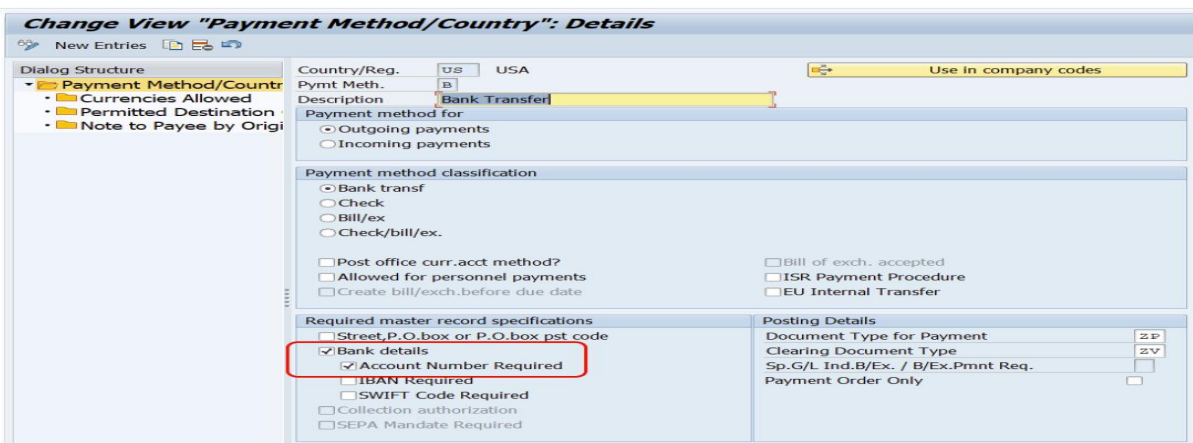 Change View "Payment Method/Country": Details
New Entries
Dialog Structure
Payment Method/Countr
Currencies Allowed
Permitted Destination
Note to Payee by Origi
Country/Reg. US USA
Use in company codes
Pymt Meth. B
Description Bank Transfer
Payment method for
Outgoing payments
Incoming payments
Payment method classification
Bank transf
Check
Bill/ex
Check/bill/ex.
Post office curr.acct method?
Bill of exch. accepted
Allowed for personnel payments
ISR Payment Procedure
Create bill/exch.before due date
EU Internal Transfer
Required master record specifications
Street,P.O.box or P.O.box pst code
Bank details
Account Number Required
IBAN Required
SWIFT Code Required
Collection authorization
SEPA Mandate Required
Posting Details
Document Type for Payment ZP
Clearing Document Type ZV
Sp.G/L Ind.B/Ex. / B/Ex.Pmnt Req.
Payment Order Only